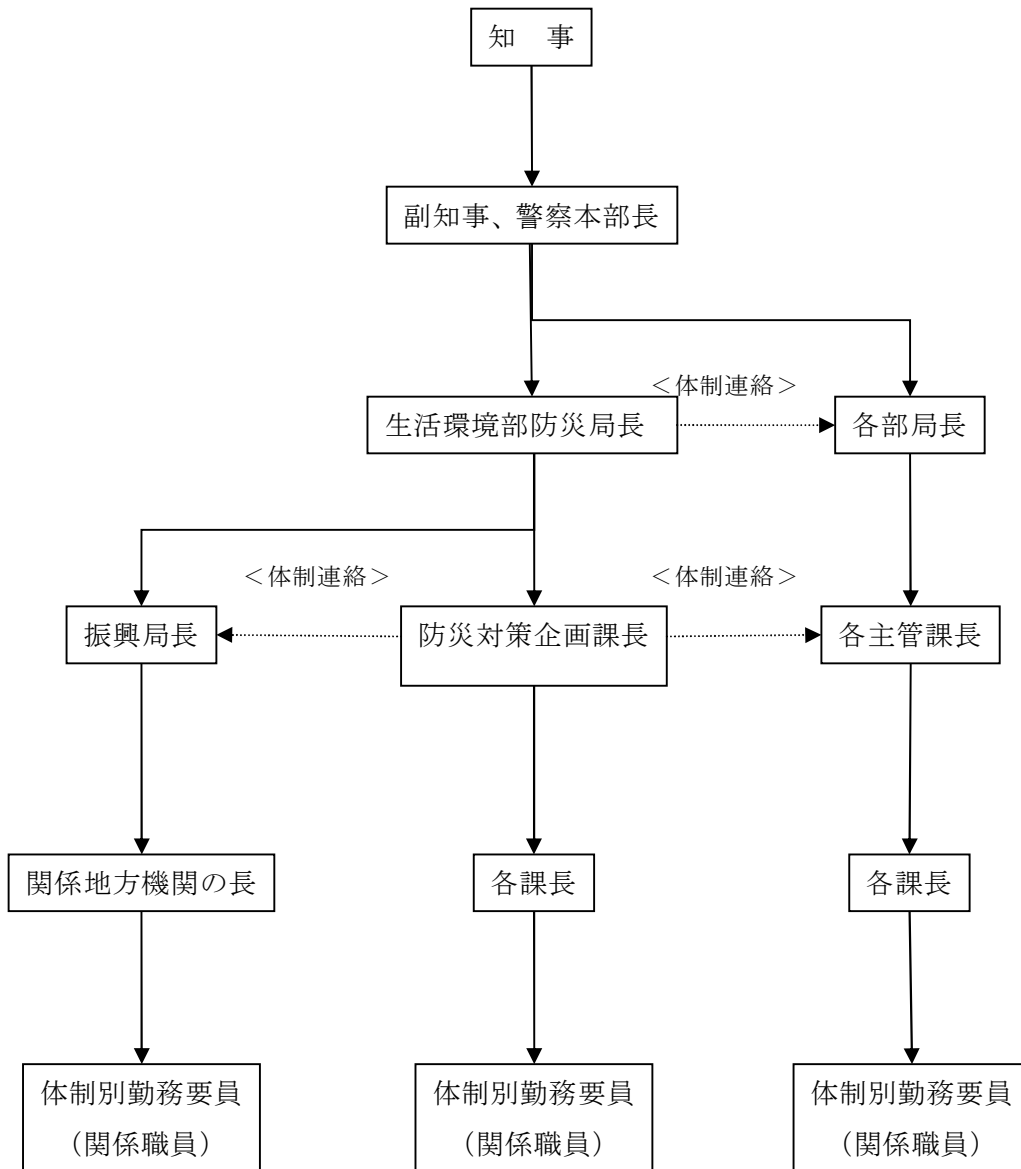 知　事
副知事、警察本部長
＜体制連絡＞
生活環境部防災局長
各部局長
＜体制連絡＞
＜体制連絡＞
振興局長
防災対策企画課長
各主管課長
関係地方機関の長
各課長
各課長
体制別勤務要員
（関係職員）
体制別勤務要員
（関係職員）
体制別勤務要員
（関係職員）